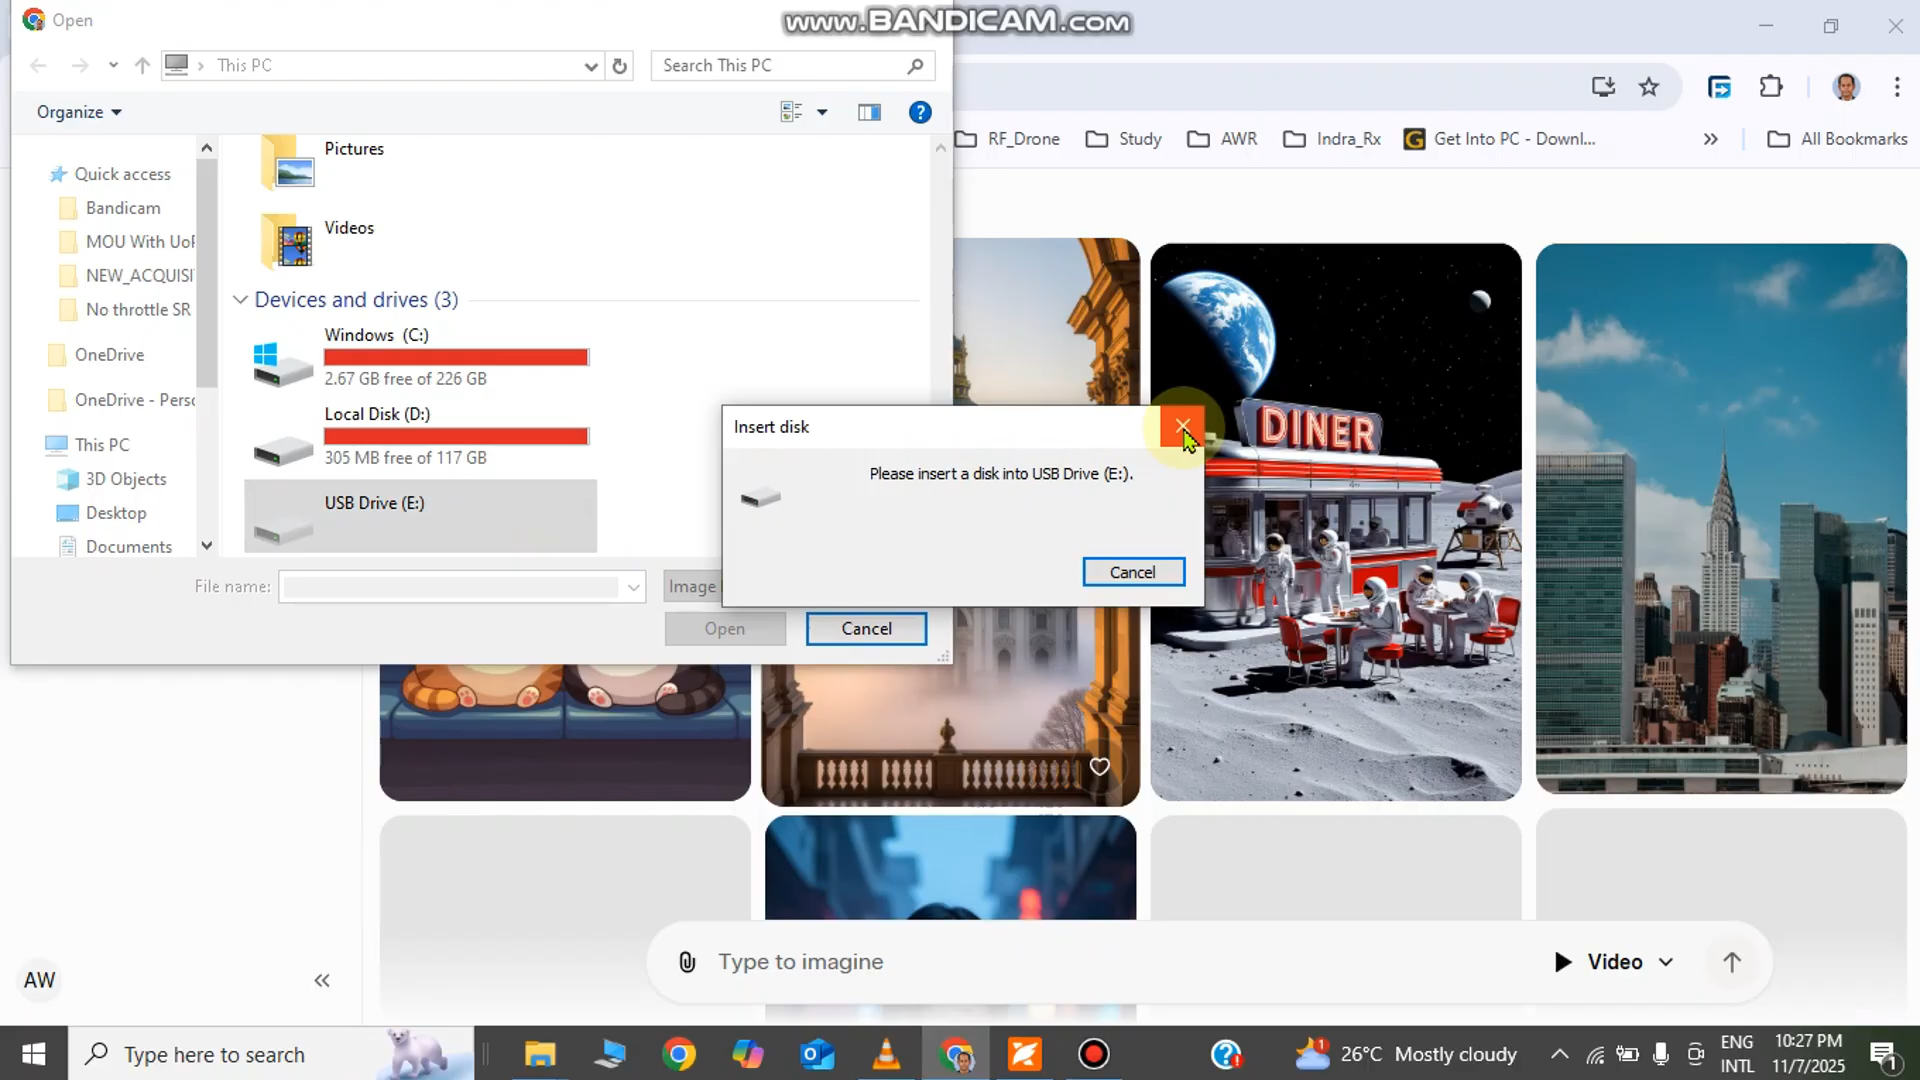 Open
www.BANDICAM.com
This PC
Search This PC
Organize
RF_Drone
Study
AWR
Indra_Rx
Get Into PC - Downl...
All Bookmarks
Quick access
Bandicam
MOU With UoP
NEW_ACQUISI
No throttle SR
OneDrive
OneDrive - Perso
This PC
3D Objects
Desktop
Documents
Pictures
Videos
Devices and drives (3)
Windows (C:)
2.67 GB free of 226 GB
Local Disk (D:)
305 MB free of 117 GB
USB Drive (E:)
Insert disk
Please insert a disk into USB Drive (E:).
Cancel
File name:
Image
Open
Cancel
DINER
AW
Type to imagine
Video
Type here to search
26°C Mostly cloudy
ENG
INTL
10:27 PM
11/7/2025